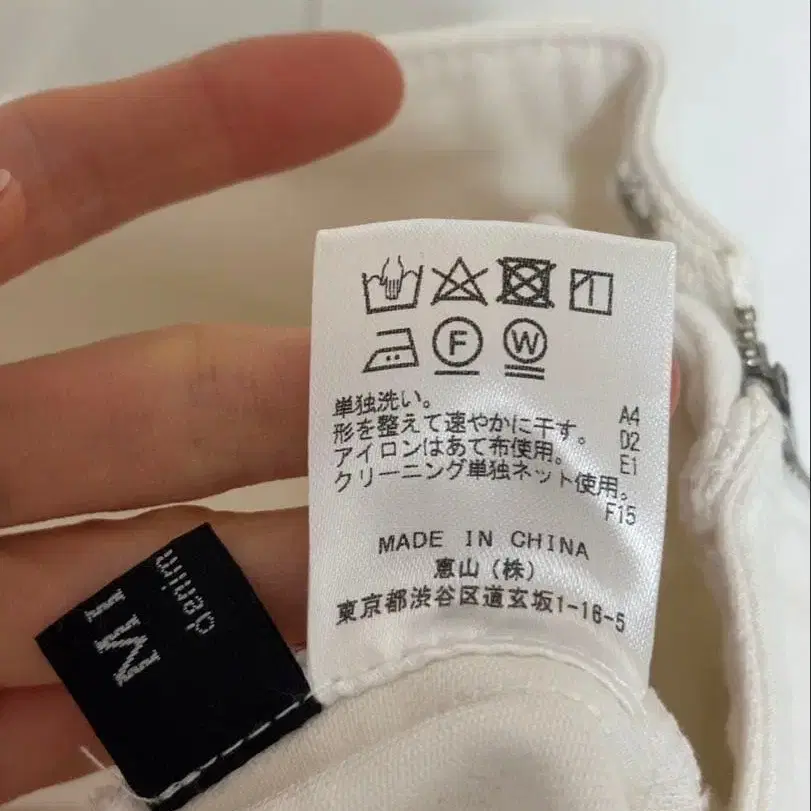 F W
単独洗い。
形を整えて速やかに干す。
アイロンはあて布使用。
クリーニング単独ネット使用。
A4
D2
E1
F15
MADE IN CHINA
恵山(株)
東京都渋谷区道玄坂1-16-5
denim